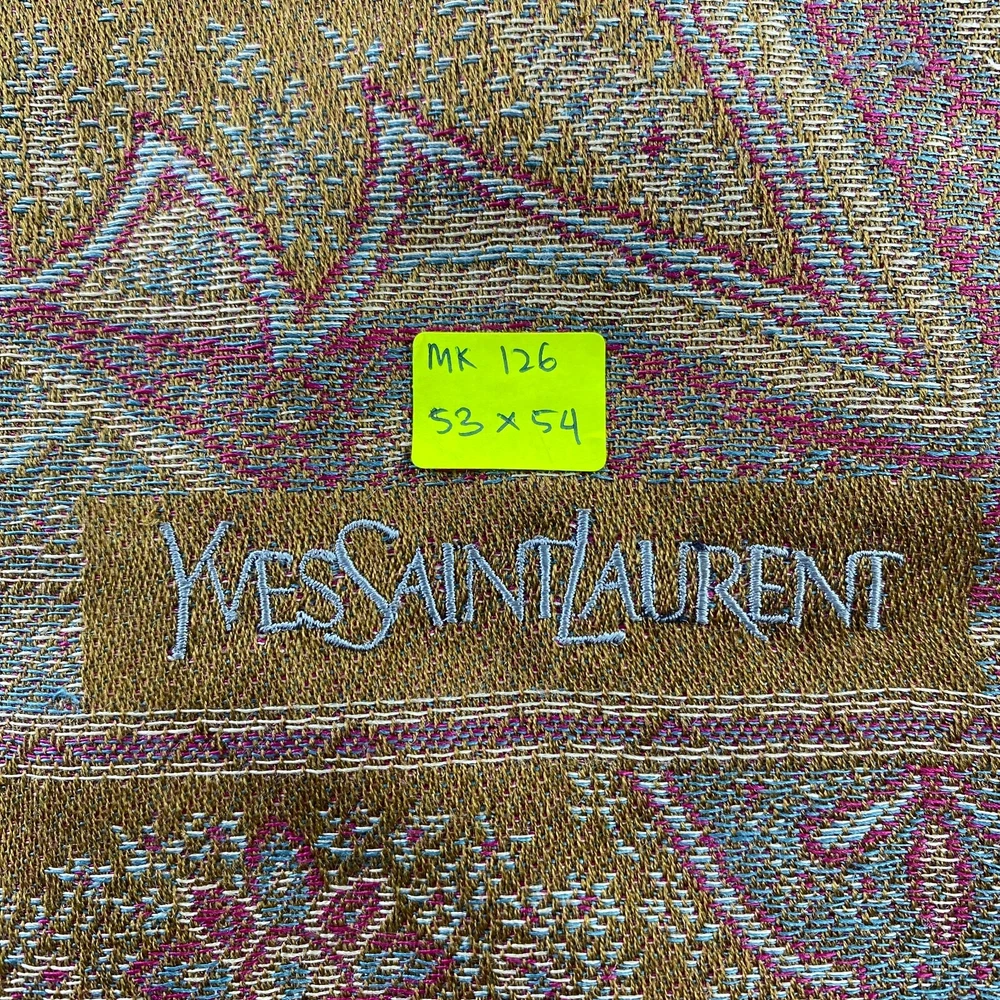 MK 126
53 x 54
YVESSAINTLAURENT